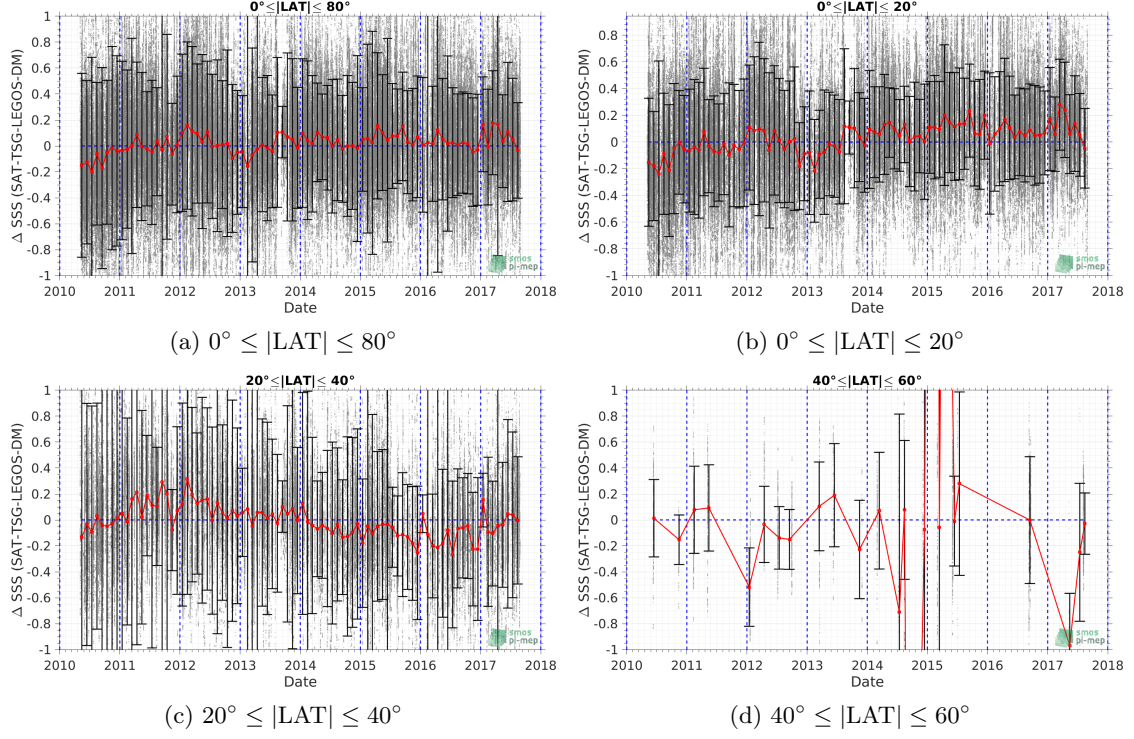 0°≤|LAT|≤ 80°
Δ SSS (SAT-TSG-LEGOS-DM)
1
0.8
0.6
0.4
0.2
0
-0.2
-0.4
-0.6
-0.8
-1
2010 2011 2012 2013 2014 2015 2016 2017 2018
Date
smos
pi-mep
(a) 0° ≤ |LAT| ≤ 80°
0°≤|LAT|≤ 20°
Δ SSS (SAT-TSG-LEGOS-DM)
0.8
0.6
0.4
0.2
0
-0.2
-0.4
-0.6
-0.8
-1
2010 2011 2012 2013 2014 2015 2016 2017 2018
Date
smos
pi-mep
(b) 0° ≤ |LAT| ≤ 20°
20°≤|LAT|≤ 40°
Δ SSS (SAT-TSG-LEGOS-DM)
1
0.8
0.6
0.4
0.2
0
-0.2
-0.4
-0.6
-0.8
-1
2010 2011 2012 2013 2014 2015 2016 2017 2018
Date
smos
pi-mep
(c) 20° ≤ |LAT| ≤ 40°
40°≤|LAT|≤ 60°
Δ SSS (SAT-TSG-LEGOS-DM)
1
0.8
0.6
0.4
0.2
0
-0.2
-0.4
-0.6
-0.8
-1
2010 2011 2012 2013 2014 2015 2016 2017 2018
Date
smos
pi-mep
(d) 40° ≤ |LAT| ≤ 60°